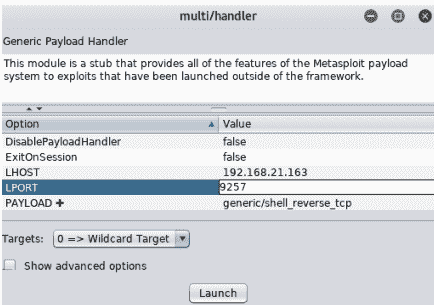 multi/handler
Generic Payload Handler
This module is a stub that provides all of the features of the Metasploit payload
system to exploits that have been launched outside of the framework.
Option Value
DisablePayloadHandler false
ExitOnSession false
LHOST 192.168.21.163
LPORT 9257
PAYLOAD ✚ generic/shell_reverse_tcp
Targets: 0 => Wildcard Target
Show advanced options
Launch